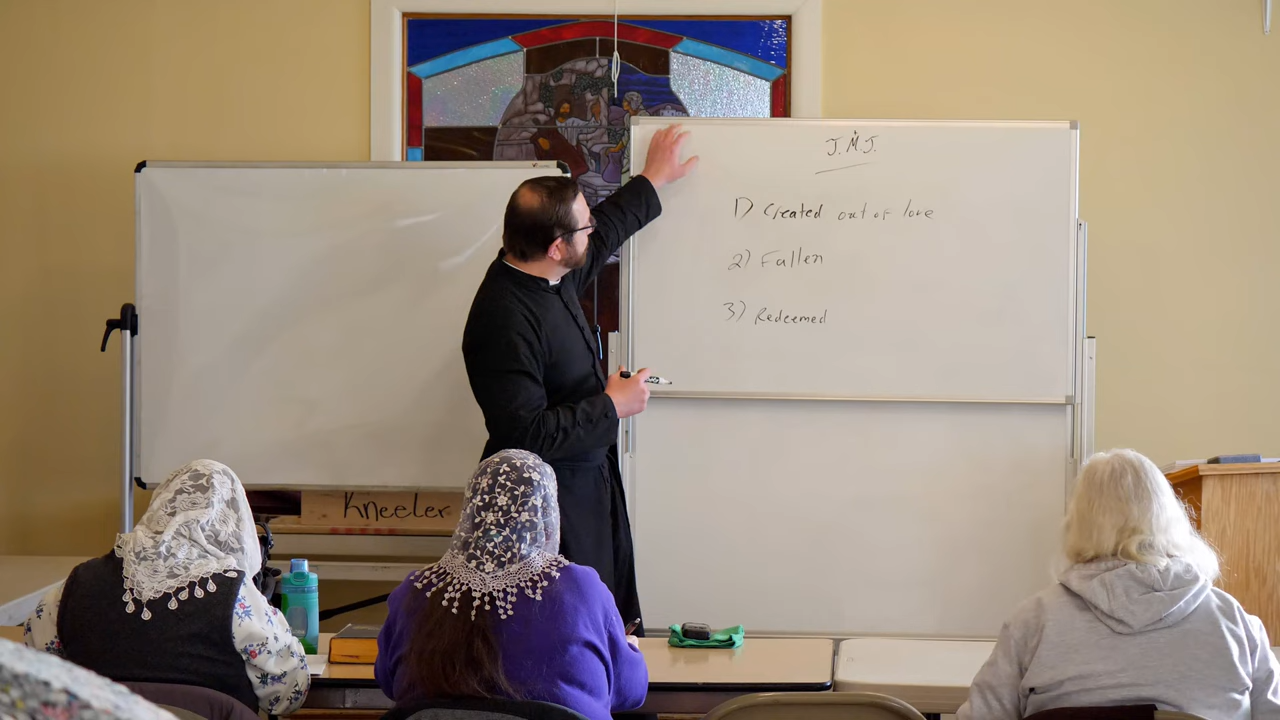 J.M.J.
1) Created out of love
2) Fallen
3) Redeemed
Kneeler